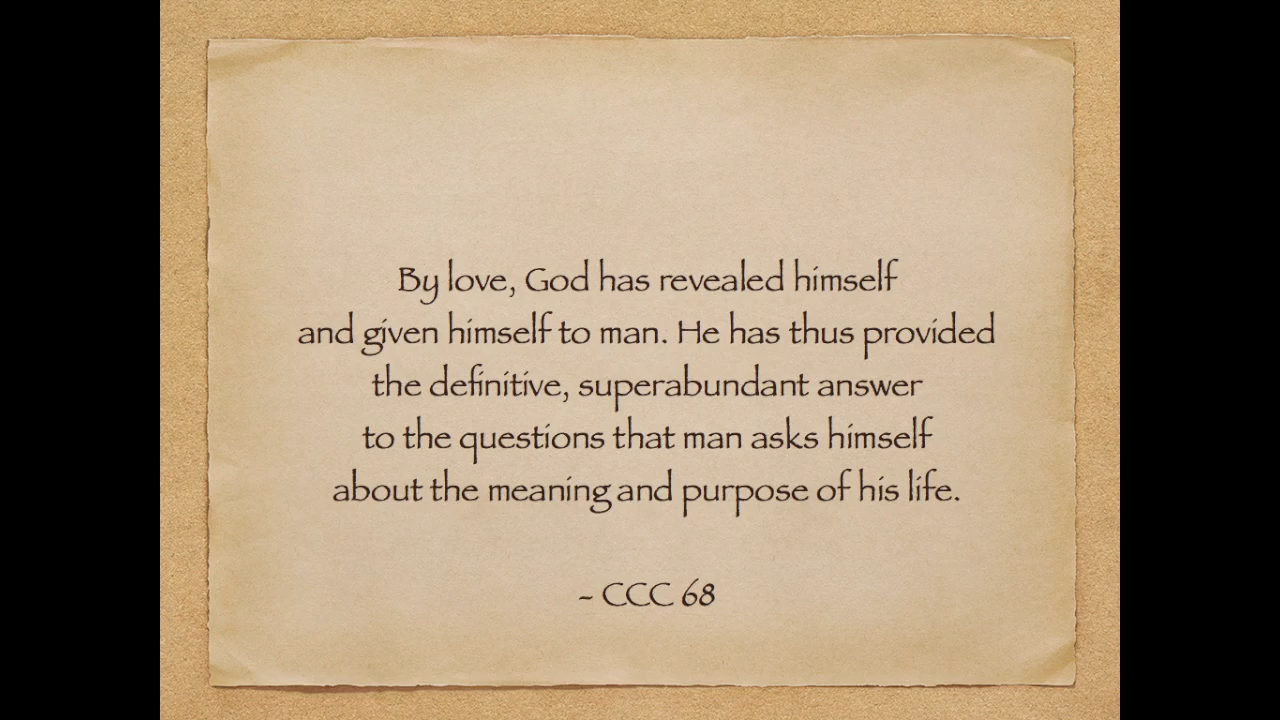 By love, God has revealed himself
and given himself to man. He has thus provided
the definitive, superabundant answer
to the questions that man asks himself
about the meaning and purpose of his life.
~ CCC 68